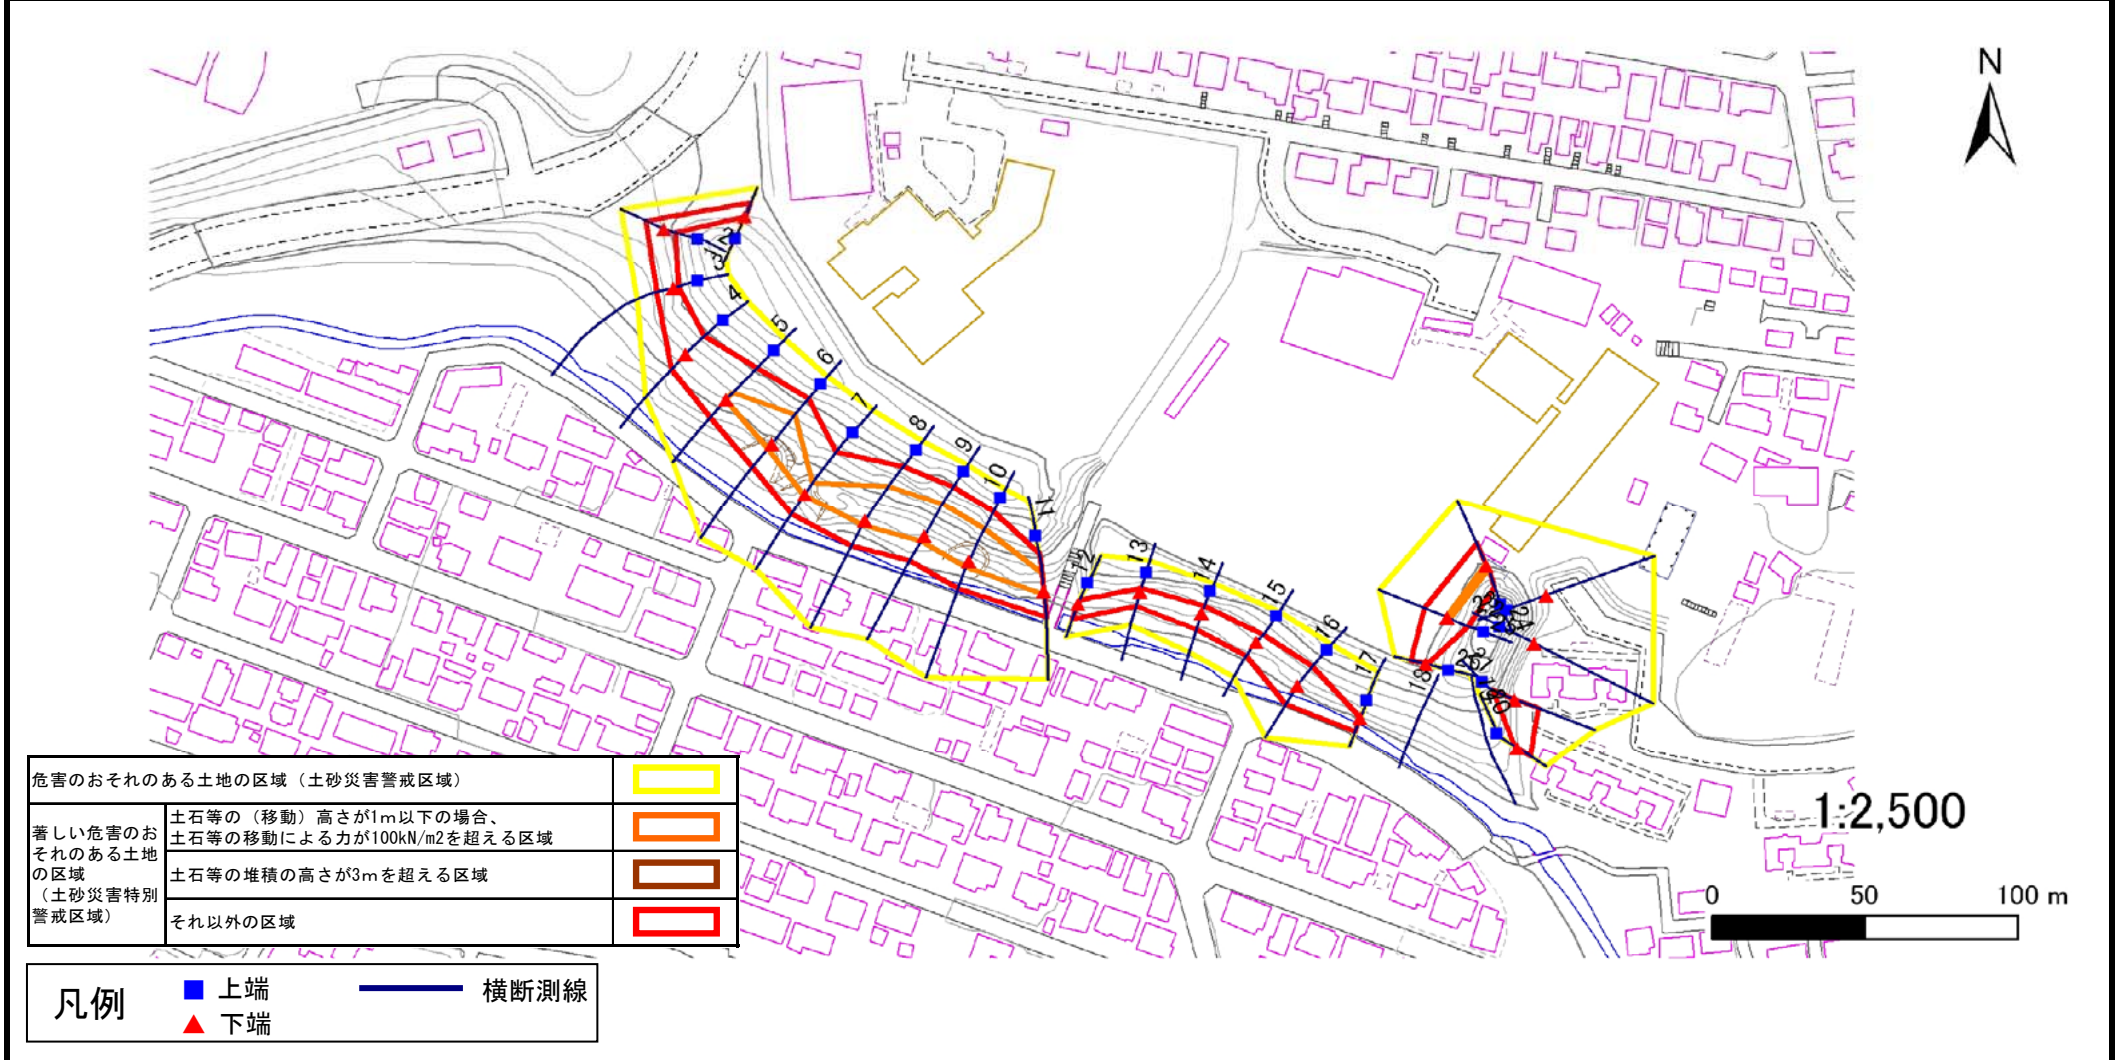 N
2
3
4
5
6
7
8
9
10
11
12
13
14
15
16
17
18
1:2,500
0 50 100 m
危害のおそれのある土地の区域（土砂災害警戒区域）
著しい危害のお
それのある土地
の区域
（土砂災害特別
警戒区域）
土石等の（移動）高さが1ｍ以下の場合、
土石等の移動による力が100kN/m2を超える区域
土石等の堆積の高さが3ｍを超える区域
それ以外の区域
凡例
上端
下端
横断測線